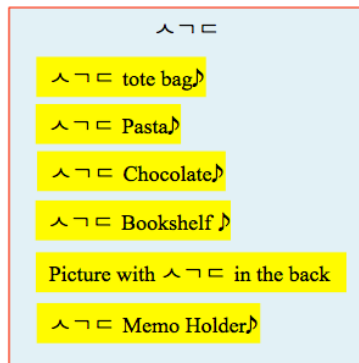 ㅅㄱㄷ
ㅅㄱㄷ tote bag♪
ㅅㄱㄷ Pasta♪
ㅅㄱㄷ Chocolate♪
ㅅㄱㄷ Bookshelf ♪
Picture with ㅅㄱㄷ in the back
ㅅㄱㄷ Memo Holder♪